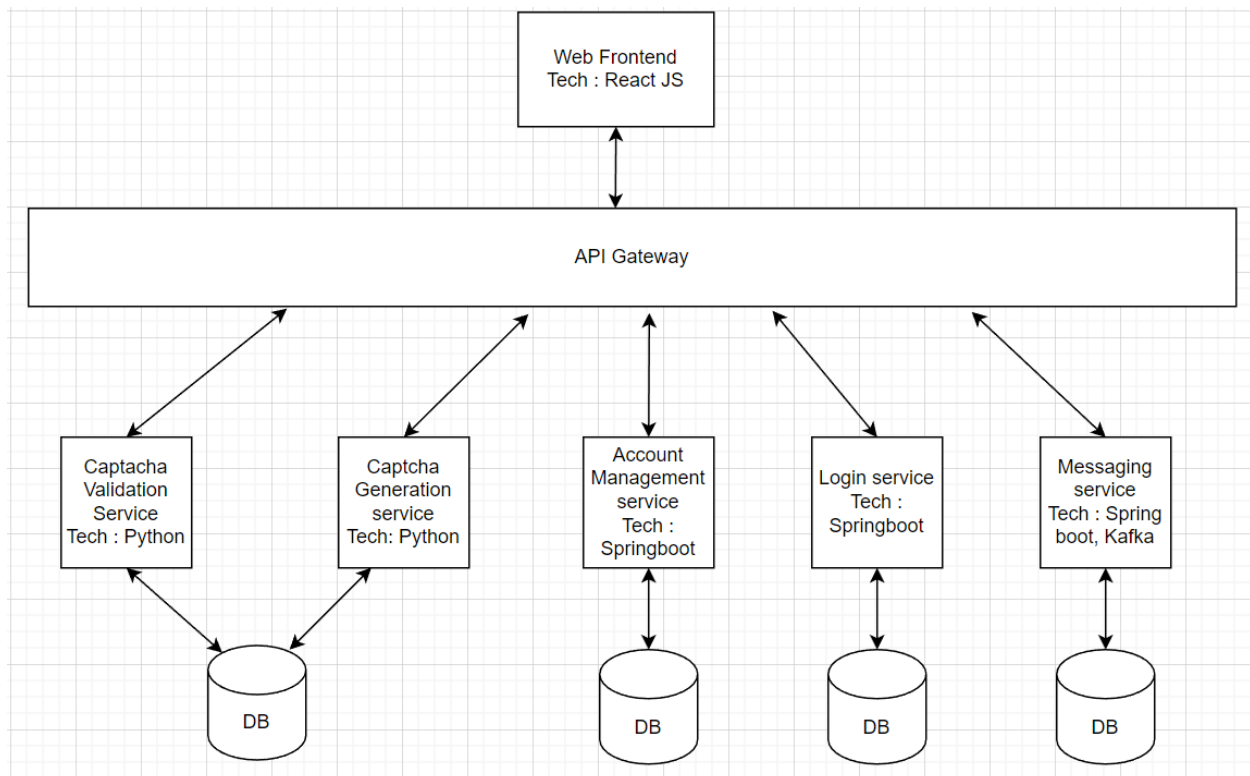 Web Frontend
Tech : React JS
API Gateway
Captacha
Validation
Service
Tech : Python
Captcha
Generation
service
Tech: Python
Account
Management
service
Tech :
Springboot
Login service
Tech :
Springboot
Messaging
service
Tech : Spring
boot, Kafka
DB
DB
DB
DB